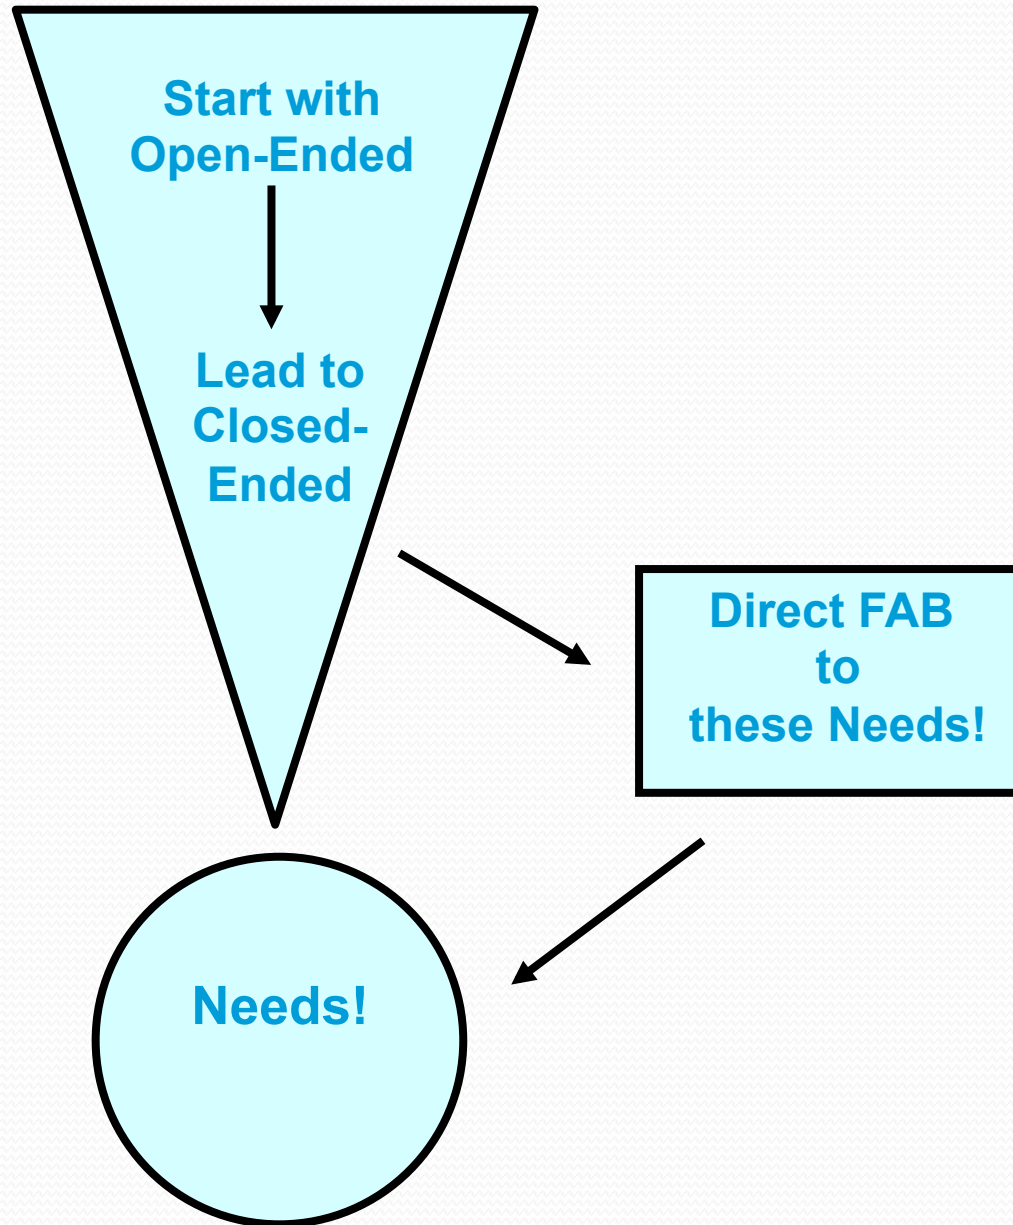 Start with
Open-Ended
Lead to
Closed-
Ended
Direct FAB
to
these Needs!
Needs!